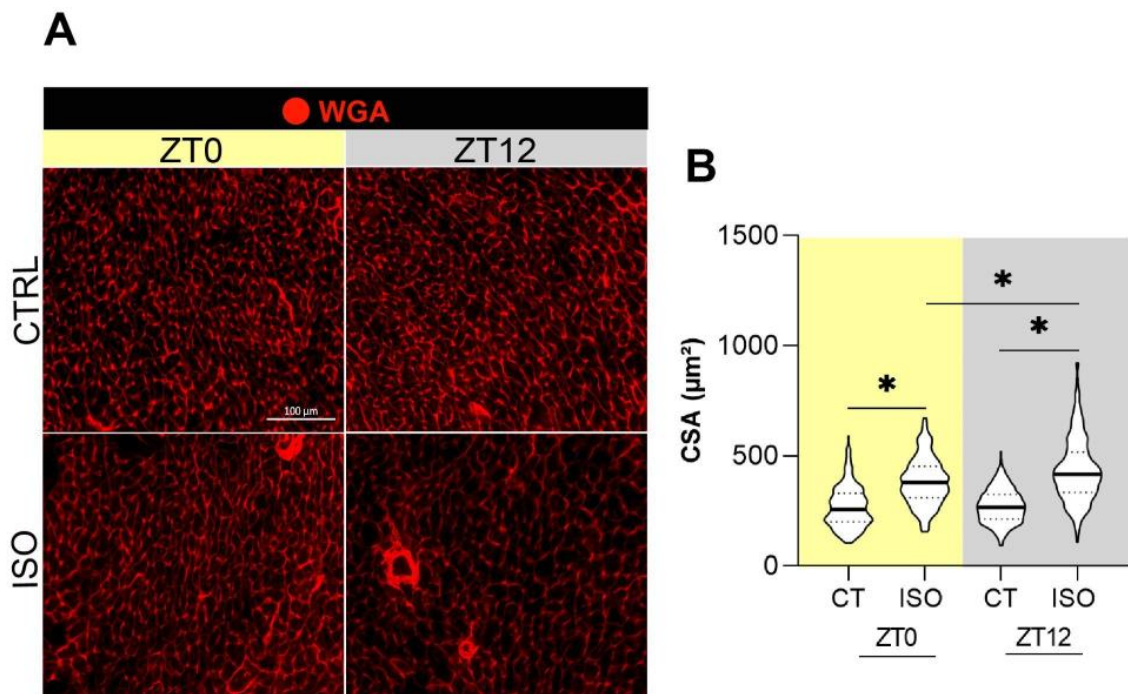 A
WGA
ZT0 ZT12
CTRL
100 µm
ISO
B
CSA (µm²)
1500
1000
500
0
* * *
CT ISO CT ISO
ZT0 ZT12